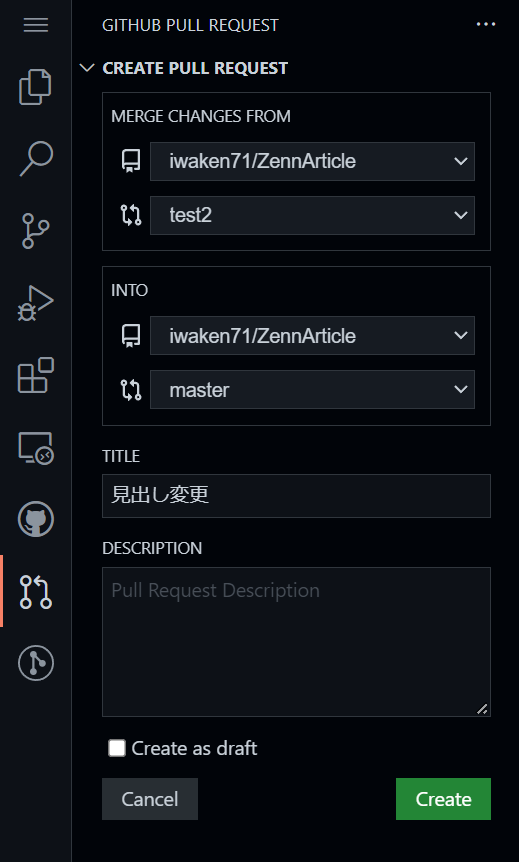 GITHUB PULL REQUEST
CREATE PULL REQUEST
MERGE CHANGES FROM
iwaken71/ZennArticle
test2
INTO
iwaken71/ZennArticle
master
TITLE
見出し変更
DESCRIPTION
Pull Request Description
Create as draft
Cancel
Create